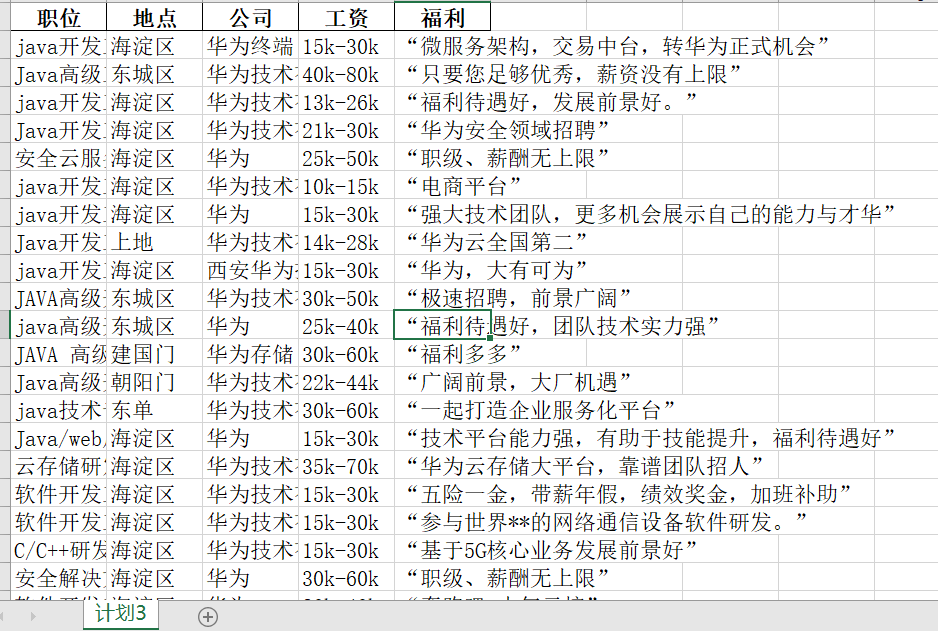 职位 地点 公司 工资 福利
java开发 海淀区 华为终端 15k-30k “微服务架构，交易中台，转华为正式机会”
Java高级 东城区 华为技术 40k-80k “只要您足够优秀，薪资没有上限”
java开发 海淀区 华为技术 13k-26k “福利待遇好，发展前景好。”
Java开发 海淀区 华为技术 21k-30k “华为安全领域招聘”
安全云服 海淀区 华为 25k-50k “职级、薪酬无上限”
java开发 海淀区 华为技术 10k-15k “电商平台”
java开发 海淀区 华为 15k-30k “强大技术团队，更多机会展示自己的能力与才华”
Java开发 上地 华为技术 14k-28k “华为云全国第二”
java开发 海淀区 西安华为 15k-30k “华为，大有可为”
JAVA高级 东城区 华为技术 30k-50k “极速招聘，前景广阔”
java高级 东城区 华为 25k-40k “福利待遇好，团队技术实力强”
JAVA 高级 建国门 华为存储 30k-60k “福利多多”
Java高级 朝阳门 华为技术 22k-44k “广阔前景，大厂机遇”
java技术 东单 华为技术 30k-60k “一起打造企业服务化平台”
Java/web 海淀区 华为 15k-30k “技术平台能力强，有助于技能提升，福利待遇好”
云存储研 海淀区 华为技术 35k-70k “华为云存储大平台，靠谱团队招人”
软件开发 海淀区 华为技术 15k-30k “五险一金，带薪年假，绩效奖金，加班补助”
软件开发 海淀区 华为技术 15k-30k “参与世界**的网络通信设备软件研发。”
C/C++研发 海淀区 华为技术 15k-30k “基于5G核心业务发展前景好”
安全解决 海淀区 华为 30k-60k “职级、薪酬无上限”
计划3